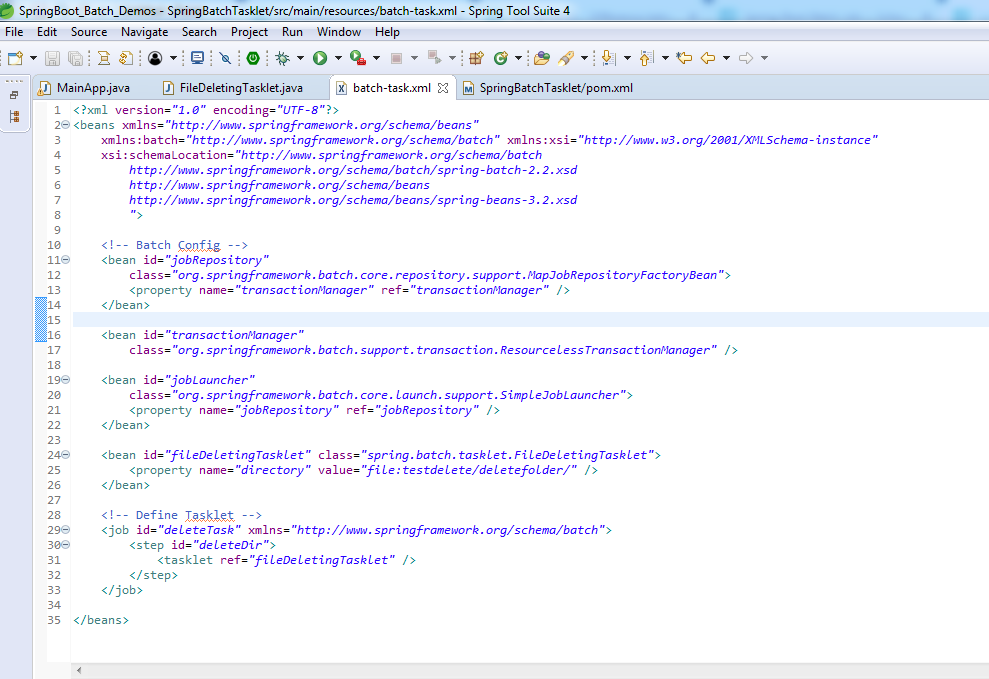 SpringBoot_Batch_Demos - SpringBatchTasklet/src/main/resources/batch-task.xml - Spring Tool Suite 4
File Edit Source Navigate Search Project Run Window Help
MainApp.java FileDeletingTasklet.java batch-task.xml SpringBatchTasklet/pom.xml
1 <?xml version="1.0" encoding="UTF-8"?>
2 <beans xmlns="http://www.springframework.org/schema/beans"
3     xmlns:batch="http://www.springframework.org/schema/batch" xmlns:xsi="http://www.w3.org/2001/XMLSchema-instance"
4     xsi:schemaLocation="http://www.springframework.org/schema/batch
5         http://www.springframework.org/schema/batch/spring-batch-2.2.xsd
6         http://www.springframework.org/schema/beans
7         http://www.springframework.org/schema/beans/spring-beans-3.2.xsd
8         ">
9
10     <!-- Batch Config -->
11     <bean id="jobRepository"
12         class="org.springframework.batch.core.repository.support.MapJobRepositoryFactoryBean">
13         <property name="transactionManager" ref="transactionManager" />
14     </bean>
15
16     <bean id="transactionManager"
17         class="org.springframework.batch.support.transaction.ResourcelessTransactionManager" />
18
19     <bean id="jobLauncher"
20         class="org.springframework.batch.core.launch.support.SimpleJobLauncher">
21         <property name="jobRepository" ref="jobRepository" />
22     </bean>
23
24     <bean id="fileDeletingTasklet" class="spring.batch.tasklet.FileDeletingTasklet">
25         <property name="directory" value="file:testdelete/deletefolder/" />
26     </bean>
27
28     <!-- Define Tasklet -->
29     <job id="deleteTask" xmlns="http://www.springframework.org/schema/batch">
30         <step id="deleteDir">
31             <tasklet ref="fileDeletingTasklet" />
32         </step>
33     </job>
34
35 </beans>